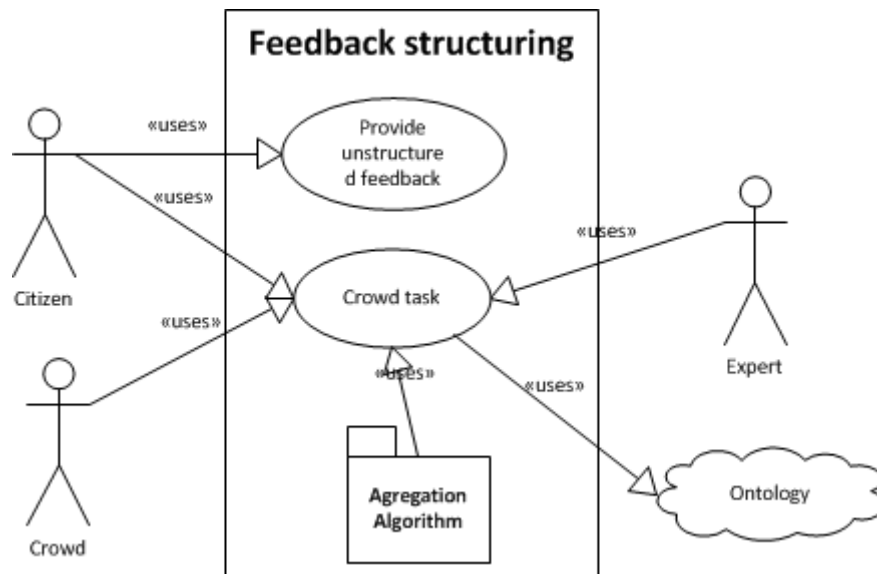 Feedback structuring
«uses»
Provide
unstructure
d feedback
«uses»
«uses»
Citizen
Crowd task
«uses»
Expert
«uses»
«uses»
Agregation
Algorithm
Ontology
Crowd